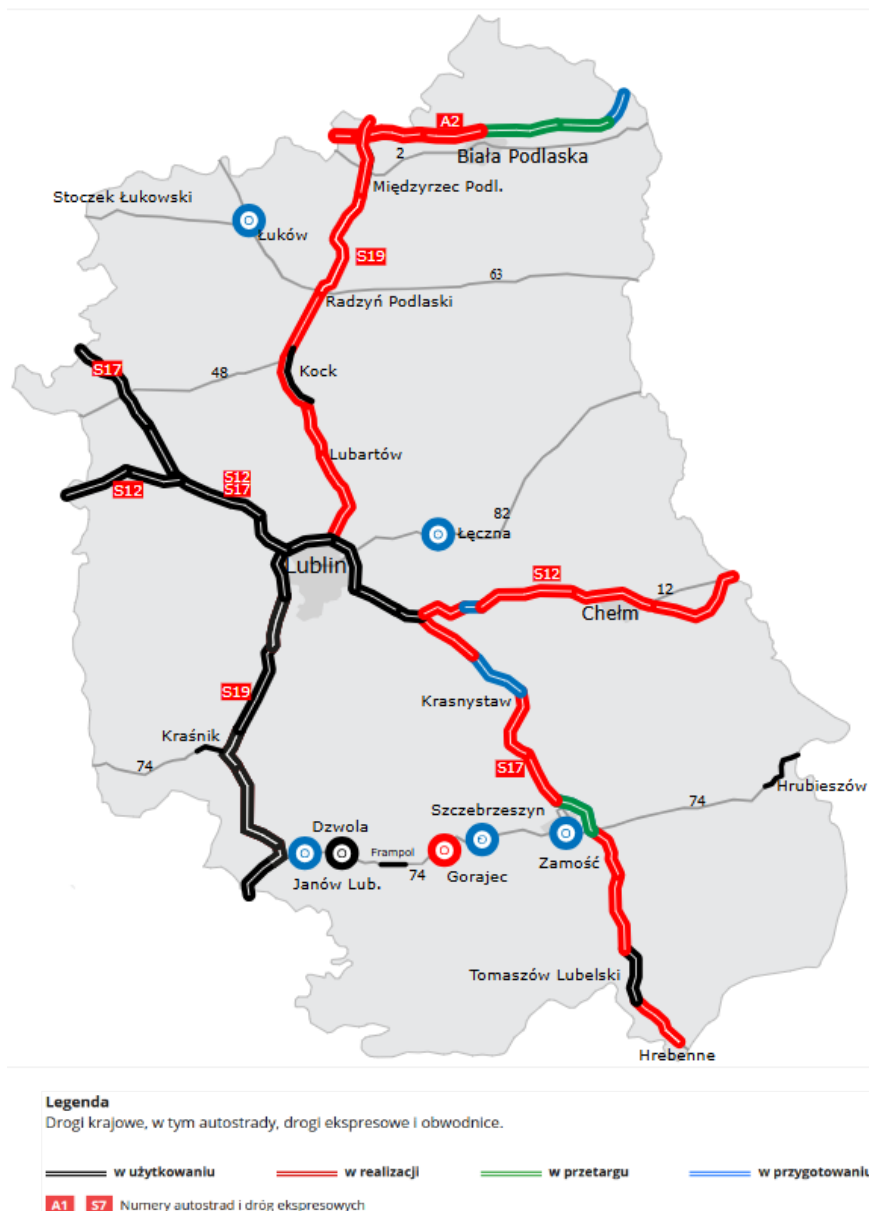 A2
2
Biała Podlaska
Międzyrzec Podl.
Stoczek Łukowski
Łuków
S19
63
Radzyń Podlaski
S17
48
Kock
Lubartów
S12
S17
S12
82
Łęczna
Lublin
S12
12
Chełm
S19
Krasnystaw
Kraśnik
74
S17
Hrubieszów
74
Szczebrzeszyn
Dzwola
Frampol
Zamość
74
Gorajec
Janów Lub.
Tomaszów Lubelski
Hrebenne
Legenda
Drogi krajowe, w tym autostrady, drogi ekspresowe i obwodnice.
w użytkowaniu w realizacji w przetargu w przygotowaniu
A1 S7 Numery autostrad i dróg ekspresowych